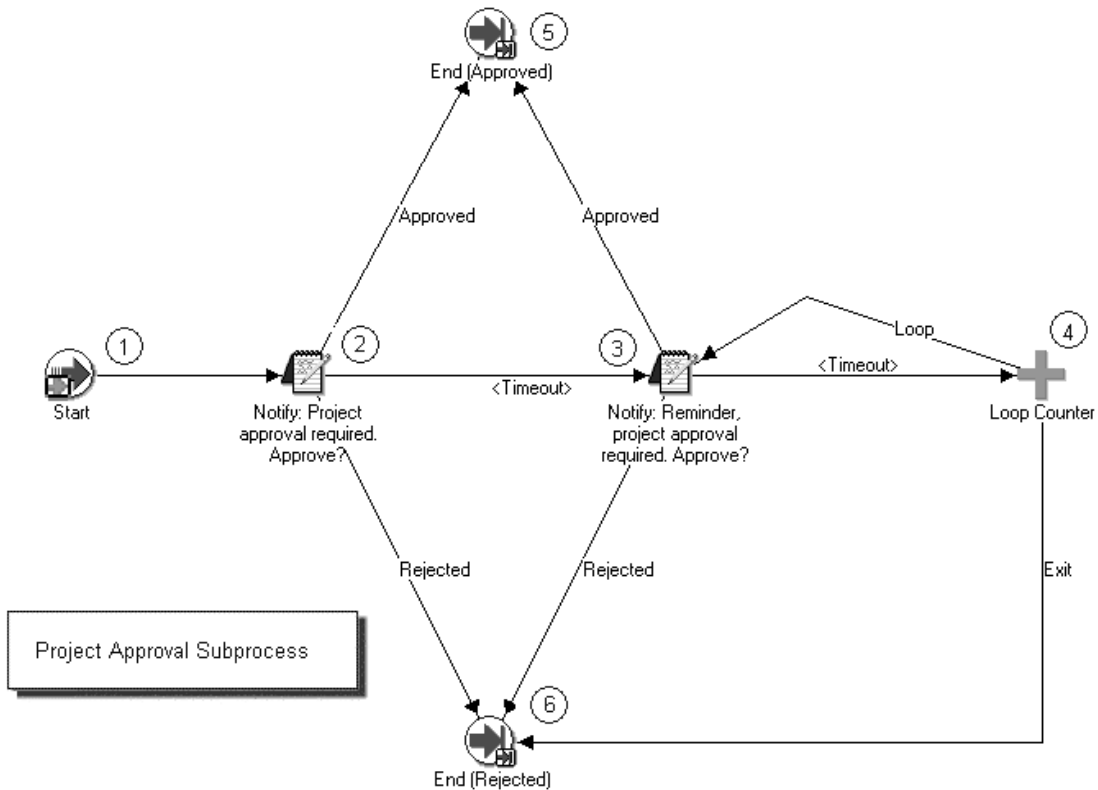 5
End (Approved)
Approved
Approved
Loop
1
2
3
4
<Timeout>
<Timeout>
Start
Notify: Project
approval required.
Approve?
Notify: Reminder,
project approval
required. Approve?
Loop Counter
Rejected
Rejected
Exit
Project Approval Subprocess
6
End (Rejected)